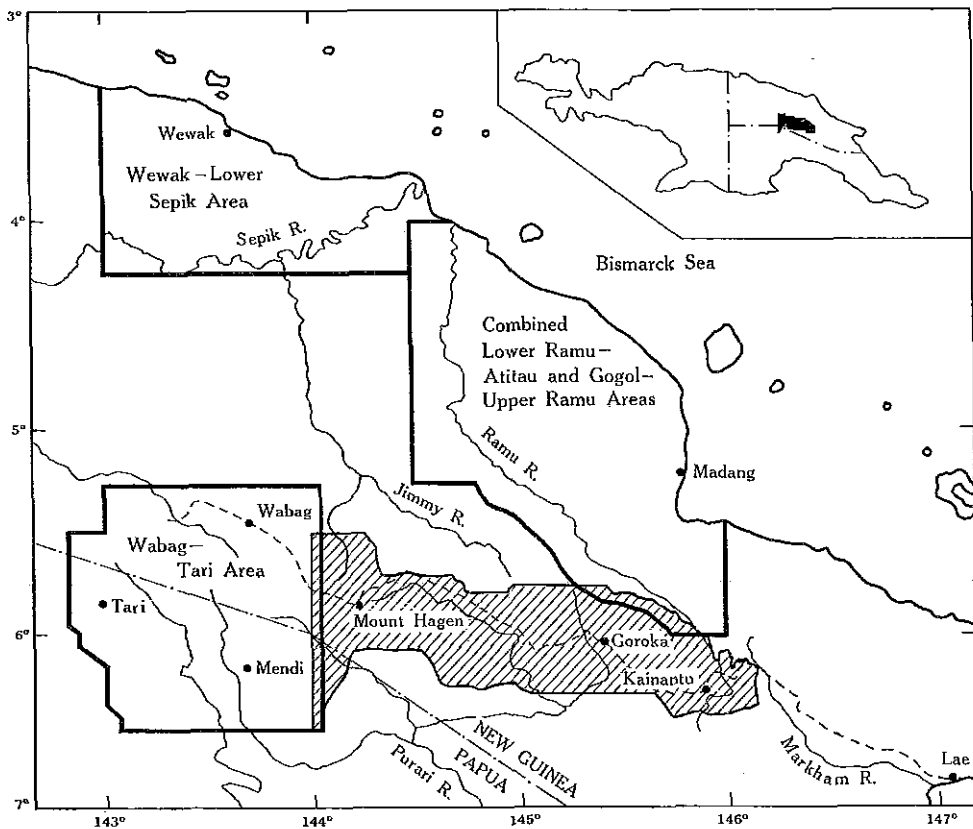 3°
Wewak
Wewak–Lower
Sepik Area
4°
Sepik R.
Bismarck Sea
Combined
Lower Ramu–
Atitau and Gogol–
Upper Ramu Areas
5°
Ramu R.
Madang
Jimmy R.
Wabag
Wabag–
Tari Area
Tari
Mount Hagen
6°
Goroka
Mendi
Kainantu
NEW GUINEA
PAPUA
Purari R.
Markham R.
Lae
7°
143°
144°
145°
146°
147°